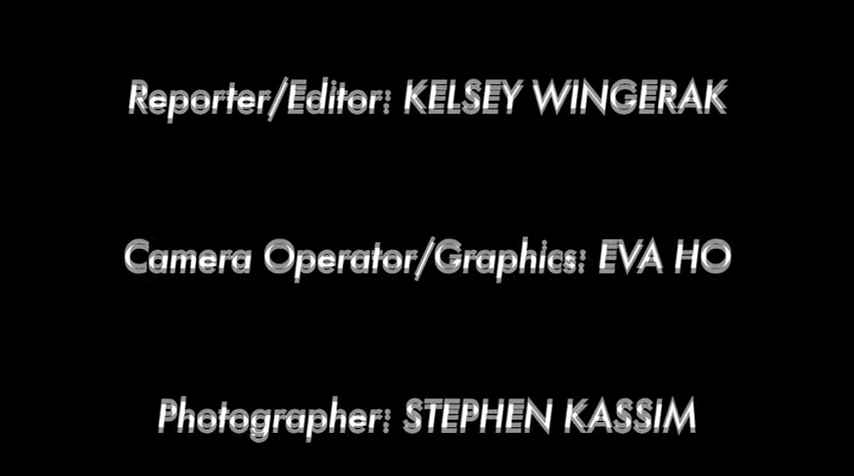 Reporter/Editor: KELSEY WINGERAK
Camera Operator/Graphics: EVA HO
Photographer: STEPHEN KASSIM